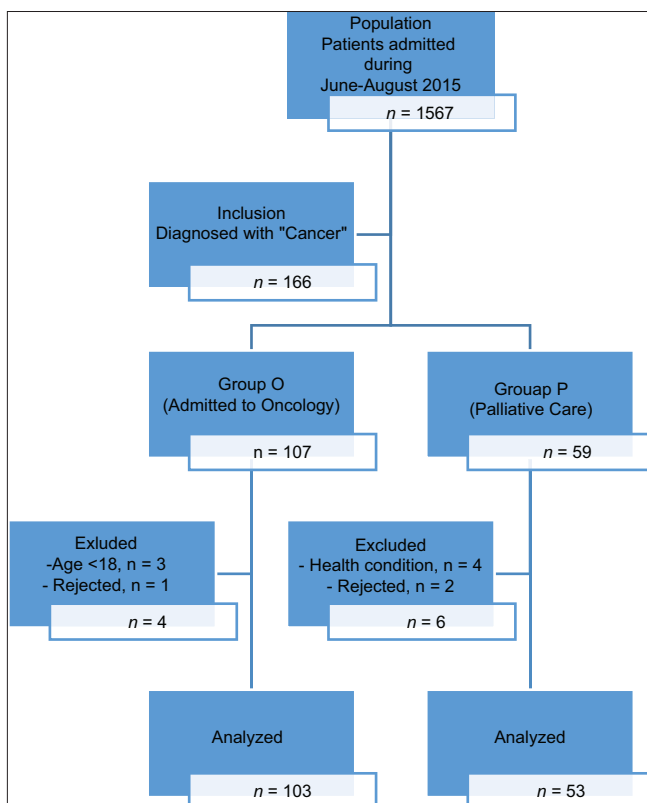 Population
Patients admitted
during
June-August 2015
n = 1567
Inclusion
Diagnosed with "Cancer"
n = 166
Group O
(Admitted to Oncology)
n = 107
Grouap P
(Palliative Care)
n = 59
Exluded
-Age <18, n = 3
- Rejected, n = 1
n = 4
Excluded
- Health condition, n = 4
- Rejected, n = 2
n = 6
Analyzed
n = 103
Analyzed
n = 53